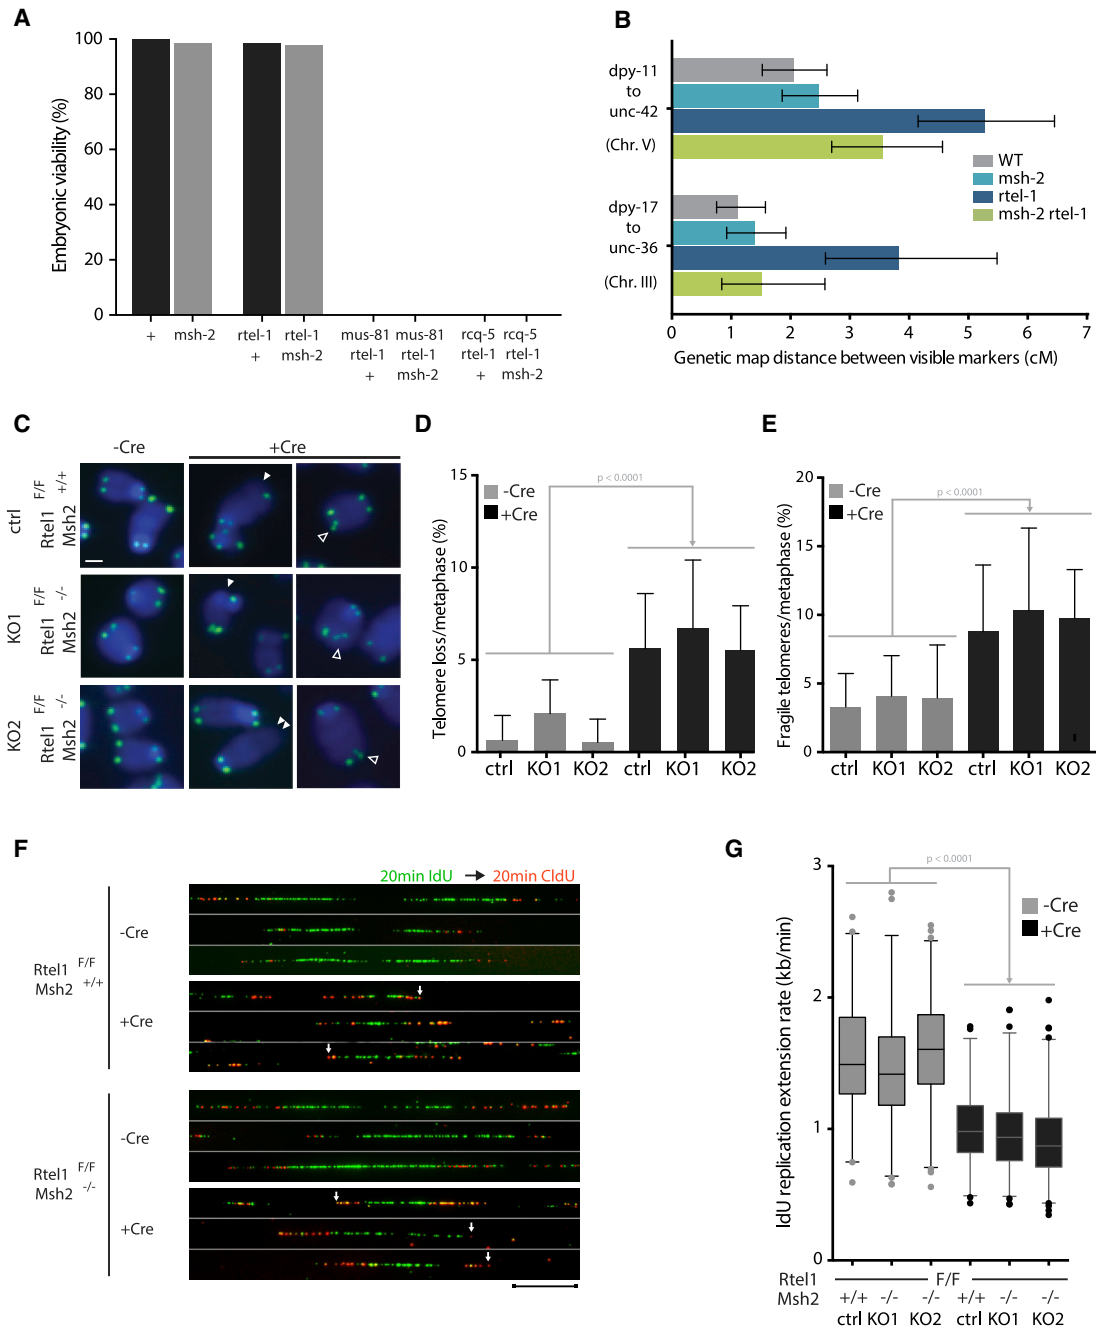 A
Embryonic viability (%)
100
80
60
40
20
0
+
msh-2
rtel-1
+
rtel-1
msh-2
mus-81
rtel-1
+
mus-81
rtel-1
msh-2
rcq-5
rtel-1
+
rcq-5
rtel-1
msh-2
B
dpy-11
to
unc-42
(Chr. V)
dpy-17
to
unc-36
(Chr. III)
WT
msh-2
rtel-1
msh-2 rtel-1
0 1 2 3 4 5 6 7
Genetic map distance between visible markers (cM)
C
-Cre
+Cre
ctrl
Rtel1 F/F
Msh2 +/+
KO1
Rtel1 F/F
Msh2 -/-
KO2
Rtel1 F/F
Msh2 -/-
D
Telomere loss/metaphase (%)
15
10
5
0
-Cre
+Cre
p < 0.0001
ctrl KO1 KO2 ctrl KO1 KO2
E
Fragile telomeres/metaphase (%)
20
15
10
5
0
-Cre
+Cre
p < 0.0001
ctrl KO1 KO2 ctrl KO1 KO2
F
20min IdU → 20min CldU
Rtel1 F/F
Msh2 +/+
-Cre
+Cre
Rtel1 F/F
Msh2 -/-
-Cre
+Cre
G
IdU replication extension rate (kb/min)
3
2
1
0
p < 0.0001
-Cre
+Cre
Rtel1 F/F
Msh2 +/+ -/- -/- +/+ -/- -/-
ctrl KO1 KO2 ctrl KO1 KO2